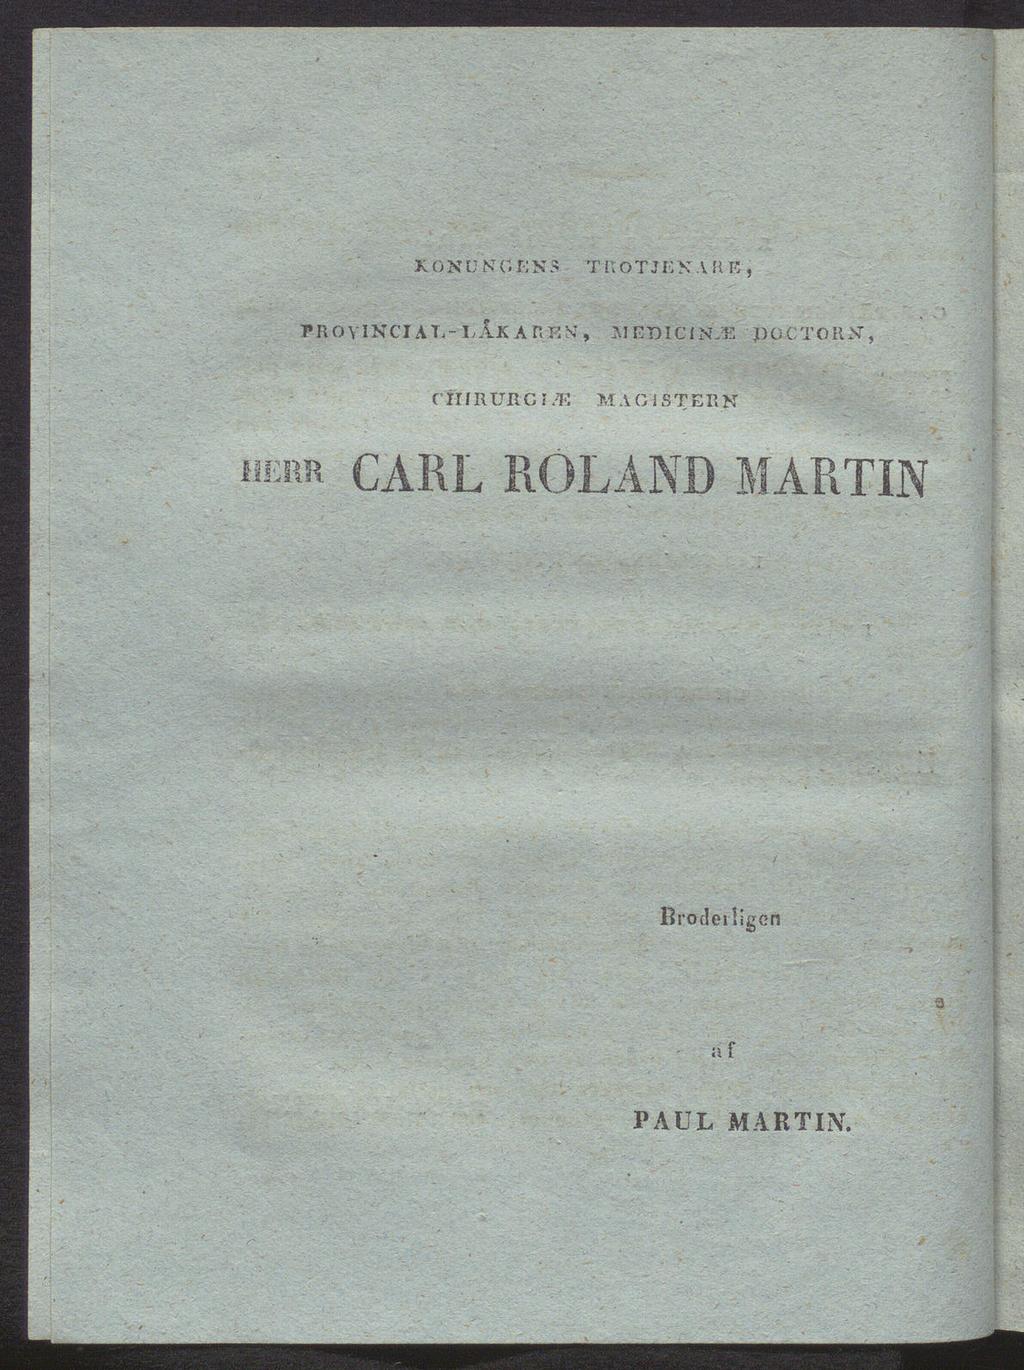 KONUNGENS TROTJENARE,
PROVINCIAL-LÅKAREN, MEDICINÆ DOCTORN,
CHIRURGIÆ MAGISTERN
HERR CARL ROLAND MARTIN
Broderligen
af
PAUL MARTIN.